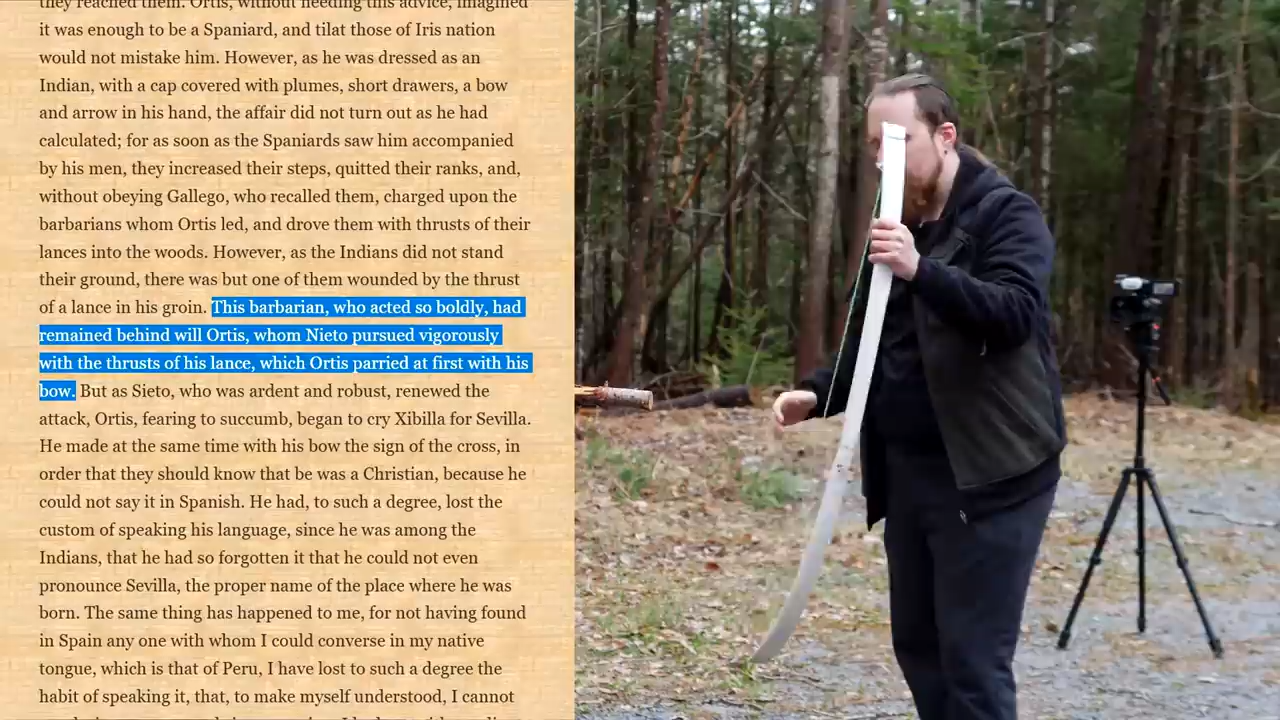 they reached them. Ortis, without needing this advice, imagined
it was enough to be a Spaniard, and tilat those of Iris nation
would not mistake him. However, as he was dressed as an
Indian, with a cap covered with plumes, short drawers, a bow
and arrow in his hand, the affair did not turn out as he had
calculated; for as soon as the Spaniards saw him accompanied
by his men, they increased their steps, quitted their ranks, and,
without obeying Gallego, who recalled them, charged upon the
barbarians whom Ortis led, and drove them with thrusts of their
lances into the woods. However, as the Indians did not stand
their ground, there was but one of them wounded by the thrust
of a lance in his groin. This barbarian, who acted so boldly, had
remained behind will Ortis, whom Nieto pursued vigorously
with the thrusts of his lance, which Ortis parried at first with his
bow. But as Sieto, who was ardent and robust, renewed the
attack, Ortis, fearing to succumb, began to cry Xibilla for Sevilla.
He made at the same time with his bow the sign of the cross, in
order that they should know that be was a Christian, because he
could not say it in Spanish. He had, to such a degree, lost the
custom of speaking his language, since he was among the
Indians, that he had so forgotten it that he could not even
pronounce Sevilla, the proper name of the place where he was
born. The same thing has happened to me, for not having found
in Spain any one with whom I could converse in my native
tongue, which is that of Peru, I have lost to such a degree the
habit of speaking it, that, to make myself understood, I cannot